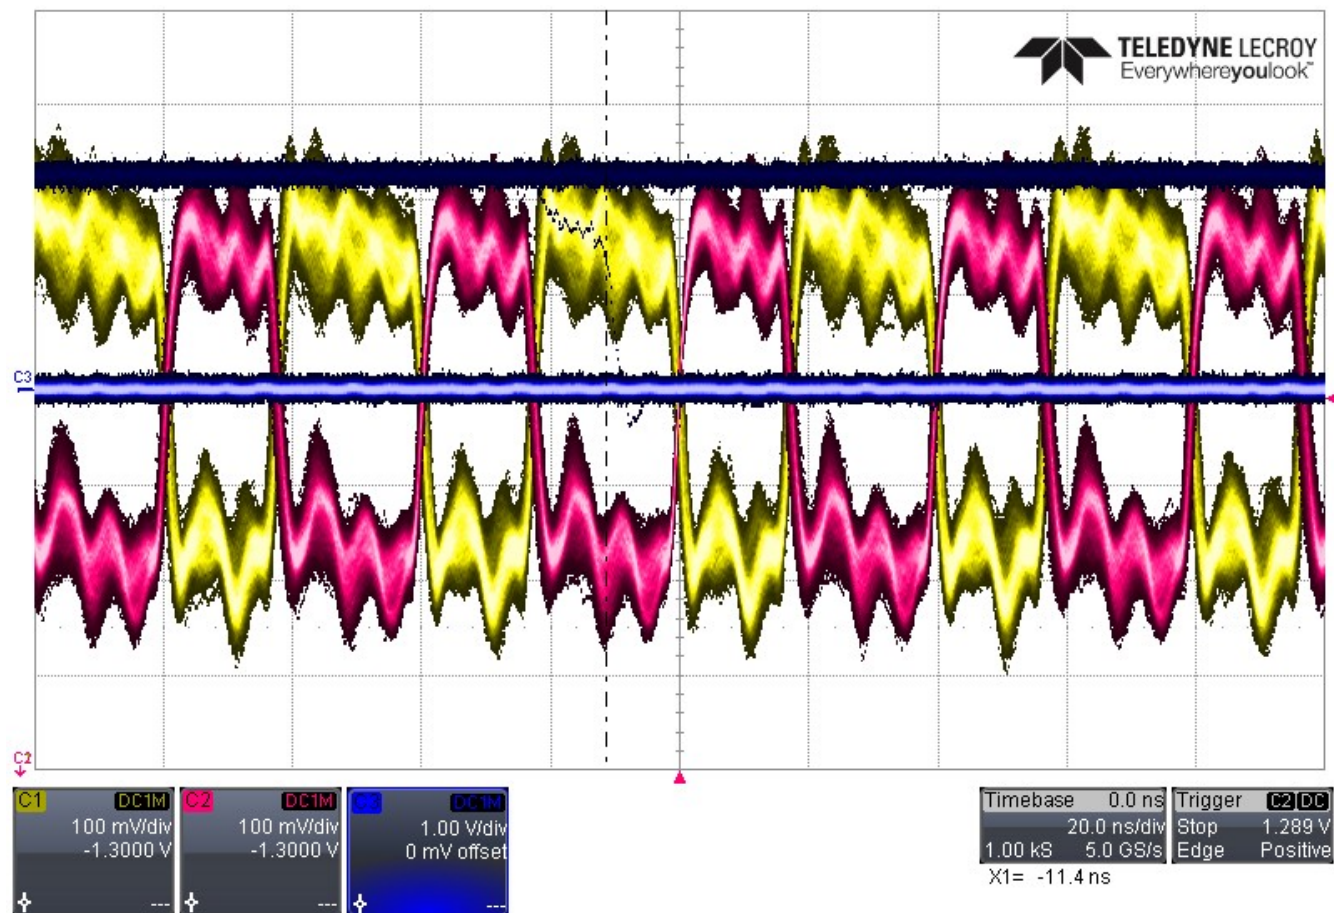 TELEDYNE LECROY
Everywhereyoulook™
C3
C1 DC1M
100 mV/div
-1.3000 V
---
C2 DC1M
100 mV/div
-1.3000 V
---
DC1M
1.00 V/div
0 mV offset
---
Timebase 0.0 ns
20.0 ns/div
1.00 kS 5.0 GS/s
Trigger C2 DC
Stop 1.289 V
Edge Positive
X1= -11.4 ns